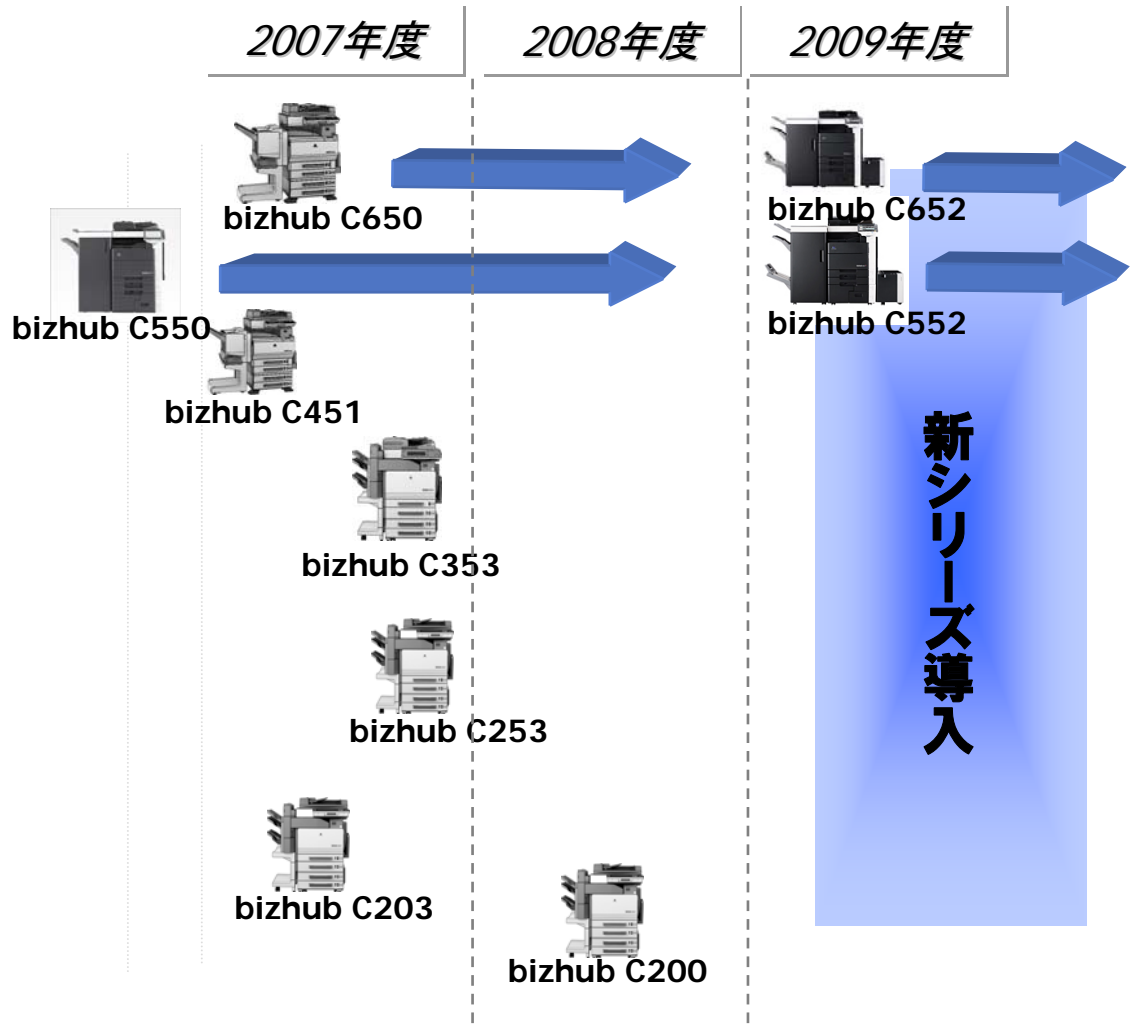 2007年度
2008年度
2009年度
bizhub C650
bizhub C652
bizhub C550
bizhub C552
bizhub C451
新シリーズ導入
bizhub C353
bizhub C253
bizhub C203
bizhub C200